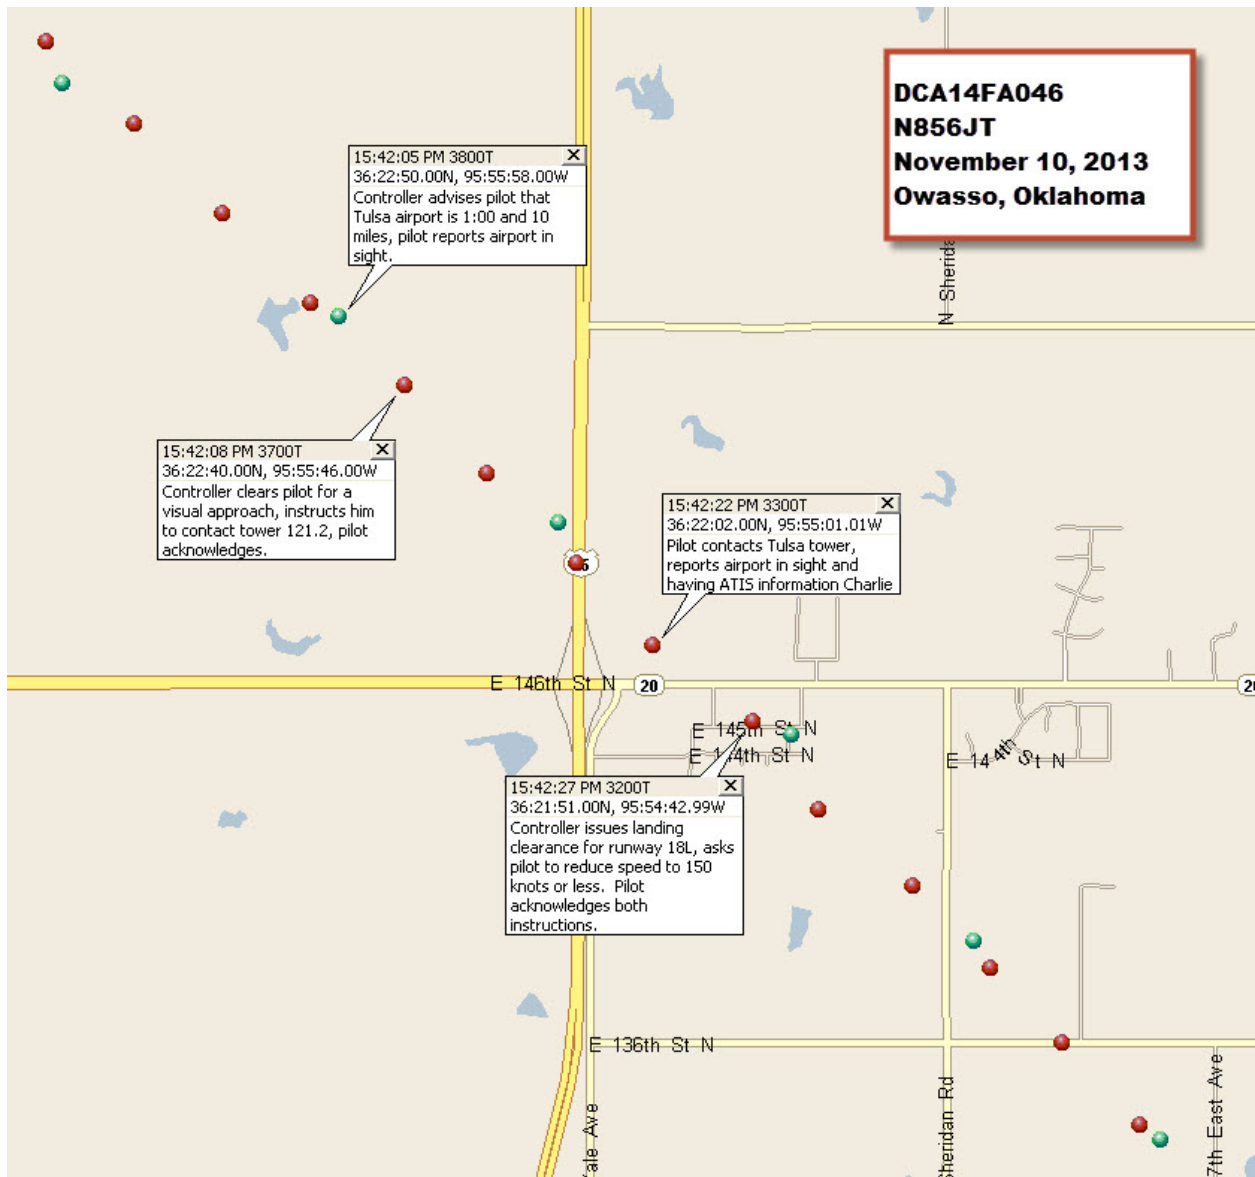 DCA14FA046
N856JT
November 10, 2013
Owasso, Oklahoma
15:42:05 PM 3800T
36:22:50.00N, 95:55:58.00W
Controller advises pilot that
Tulsa airport is 1:00 and 10
miles, pilot reports airport in
sight.
N Sherida
15:42:08 PM 3700T
36:22:40.00N, 95:55:46.00W
Controller clears pilot for a
visual approach, instructs him
to contact tower 121.2, pilot
acknowledges.
15:42:22 PM 3300T
36:22:02.00N, 95:55:01.01W
Pilot contacts Tulsa tower,
reports airport in sight and
having ATIS information Charlie
E 146th St N
20
20
E 145th St N
E 144th St N
E 144th St N
15:42:27 PM 3200T
36:21:51.00N, 95:54:42.99W
Controller issues landing
clearance for runway 18L, asks
pilot to reduce speed to 150
knots or less.  Pilot
acknowledges both
instructions.
E 136th St N
Yale Ave
Sheridan Rd
7th East Ave